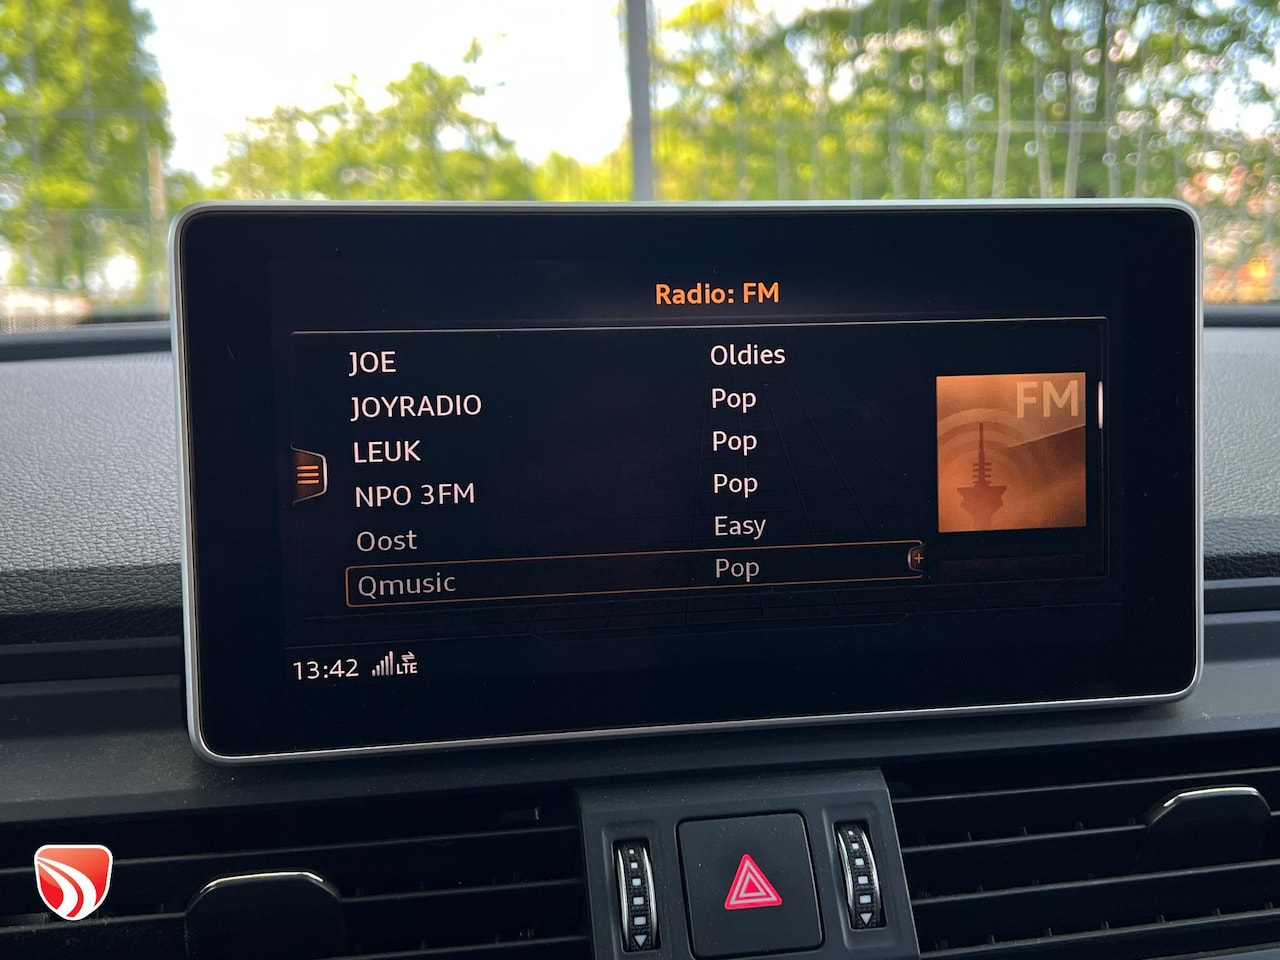 Radio: FM
JOE Oldies
JOYRADIO Pop
LEUK Pop
NPO 3FM Pop
Oost Easy
Qmusic Pop
FM
13:42 LTE